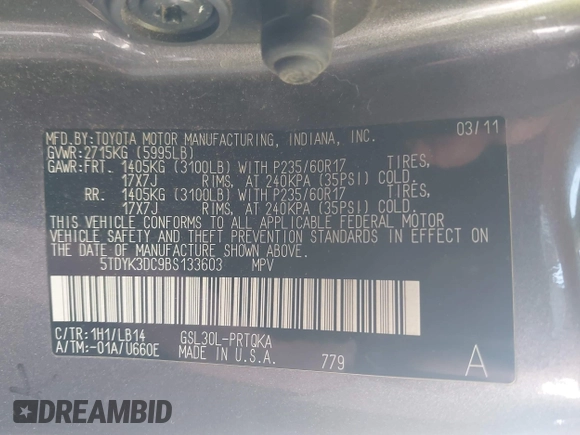 MFD.BY:TOYOTA MOTOR MANUFACTURING, INDIANA, INC. 03/11
GVWR:2715KG (5995LB)
GAWR:FRT. 1405KG (3100LB) WITH P235/60R17 TIRES,
17X7J RIMS, AT 240KPA (35PSI) COLD.
RR. 1405KG (3100LB) WITH P235/60R17 TIRES,
17X7J RIMS, AT 240KPA (35PSI) COLD.
THIS VEHICLE CONFORMS TO ALL APPLICABLE FEDERAL MOTOR
VEHICLE SAFETY AND THEFT PREVENTION STANDARDS IN EFFECT ON
THE DATE OF MANUFACTURE SHOWN ABOVE.
5TDYK3DC9BS133603 MPV
C/TR:1H1/LB14 GSL30L-PRTQKA
A/TM:-01A/U660E MADE IN U.S.A. 779 A
DREAMBID